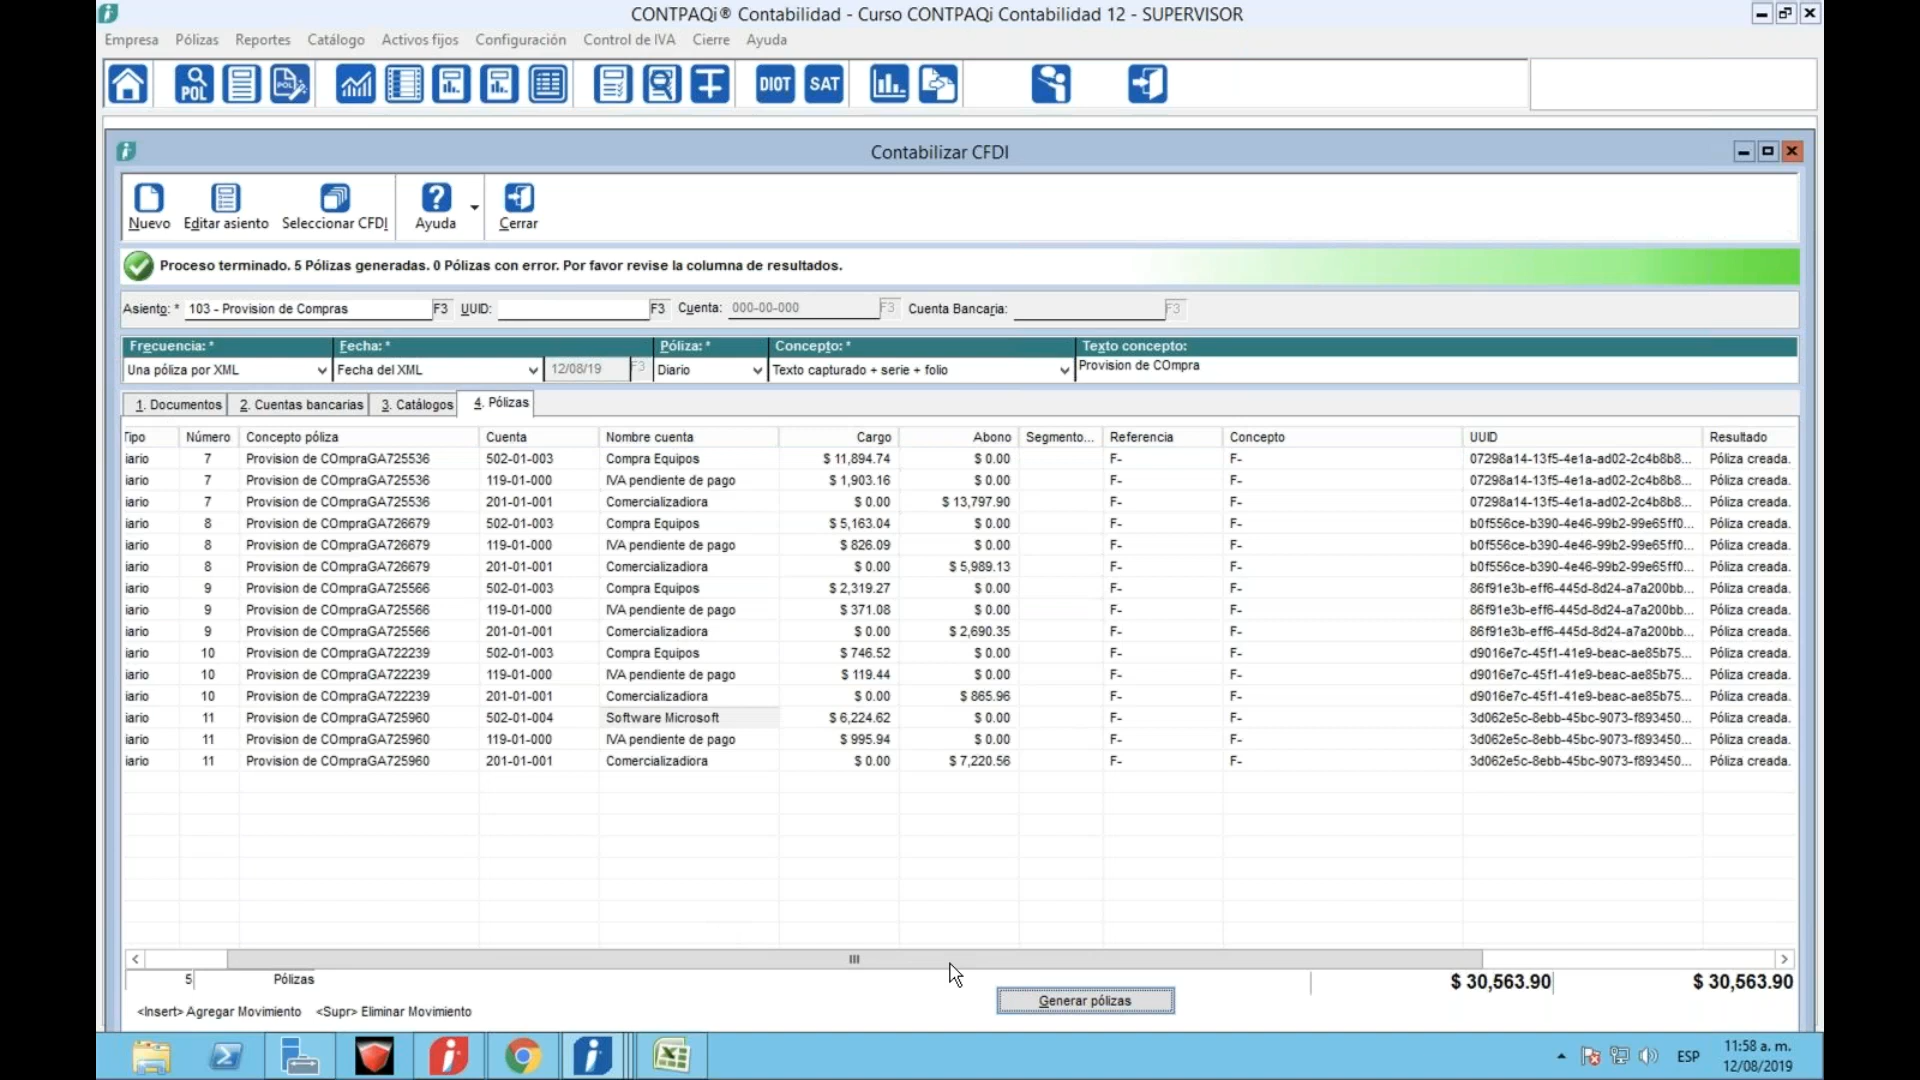 CONTPAQi® Contabilidad - Curso CONTPAQi Contabilidad 12 - SUPERVISOR
Empresa Pólizas Reportes Catálogo Activos fijos Configuración Control de IVA Cierre Ayuda
POL POL DIOT SAT
Contabilizar CFDI
Nuevo Editar asiento Seleccionar CFDI Ayuda Cerrar
Proceso terminado. 5 Pólizas generadas. 0 Pólizas con error. Por favor revise la columna de resultados.
Asiento: * 103 - Provision de Compras F3 UUID: F3 Cuenta: 000-00-000 F3 Cuenta Bancaria: F3
Frecuencia: * Fecha: * Póliza: * Concepto: * Texto concepto:
Una póliza por XML Fecha del XML 12/08/19 F3 Diario Texto capturado + serie + folio Provision de COmpra
1. Documentos 2. Cuentas bancarias 3. Catálogos 4. Pólizas
Tipo Número Concepto póliza Cuenta Nombre cuenta Cargo Abono Segmento... Referencia Concepto UUID Resultado
iario 7 Provision de COmpraGA725536 502-01-003 Compra Equipos $ 11,894.74 $ 0.00 F- F- 07298a14-13f5-4e1a-ad02-2c4b8b8... Póliza creada.
iario 7 Provision de COmpraGA725536 119-01-000 IVA pendiente de pago $ 1,903.16 $ 0.00 F- F- 07298a14-13f5-4e1a-ad02-2c4b8b8... Póliza creada.
iario 7 Provision de COmpraGA725536 201-01-001 Comercializadiora $ 0.00 $ 13,797.90 F- F- 07298a14-13f5-4e1a-ad02-2c4b8b8... Póliza creada.
iario 8 Provision de COmpraGA726679 502-01-003 Compra Equipos $ 5,163.04 $ 0.00 F- F- b0f556ce-b390-4e46-99b2-99e65ff0... Póliza creada.
iario 8 Provision de COmpraGA726679 119-01-000 IVA pendiente de pago $ 826.09 $ 0.00 F- F- b0f556ce-b390-4e46-99b2-99e65ff0... Póliza creada.
iario 8 Provision de COmpraGA726679 201-01-001 Comercializadiora $ 0.00 $ 5,989.13 F- F- b0f556ce-b390-4e46-99b2-99e65ff0... Póliza creada.
iario 9 Provision de COmpraGA725566 502-01-003 Compra Equipos $ 2,319.27 $ 0.00 F- F- 86f91e3b-eff6-445d-8d24-a7a200bb... Póliza creada.
iario 9 Provision de COmpraGA725566 119-01-000 IVA pendiente de pago $ 371.08 $ 0.00 F- F- 86f91e3b-eff6-445d-8d24-a7a200bb... Póliza creada.
iario 9 Provision de COmpraGA725566 201-01-001 Comercializadiora $ 0.00 $ 2,690.35 F- F- 86f91e3b-eff6-445d-8d24-a7a200bb... Póliza creada.
iario 10 Provision de COmpraGA722239 502-01-003 Compra Equipos $ 746.52 $ 0.00 F- F- d9016e7c-45f1-41e9-beac-ae85b75... Póliza creada.
iario 10 Provision de COmpraGA722239 119-01-000 IVA pendiente de pago $ 119.44 $ 0.00 F- F- d9016e7c-45f1-41e9-beac-ae85b75... Póliza creada.
iario 10 Provision de COmpraGA722239 201-01-001 Comercializadiora $ 0.00 $ 865.96 F- F- d9016e7c-45f1-41e9-beac-ae85b75... Póliza creada.
iario 11 Provision de COmpraGA725960 502-01-004 Software Microsoft $ 6,224.62 $ 0.00 F- F- 3d062e5c-8ebb-45bc-9073-f893450... Póliza creada.
iario 11 Provision de COmpraGA725960 119-01-000 IVA pendiente de pago $ 995.94 $ 0.00 F- F- 3d062e5c-8ebb-45bc-9073-f893450... Póliza creada.
iario 11 Provision de COmpraGA725960 201-01-001 Comercializadiora $ 0.00 $ 7,220.56 F- F- 3d062e5c-8ebb-45bc-9073-f893450... Póliza creada.
5 Pólizas $ 30,563.90 $ 30,563.90
Generar pólizas
<Insert> Agregar Movimiento <Supr> Eliminar Movimiento
ESP 11:58 a. m.
12/08/2019